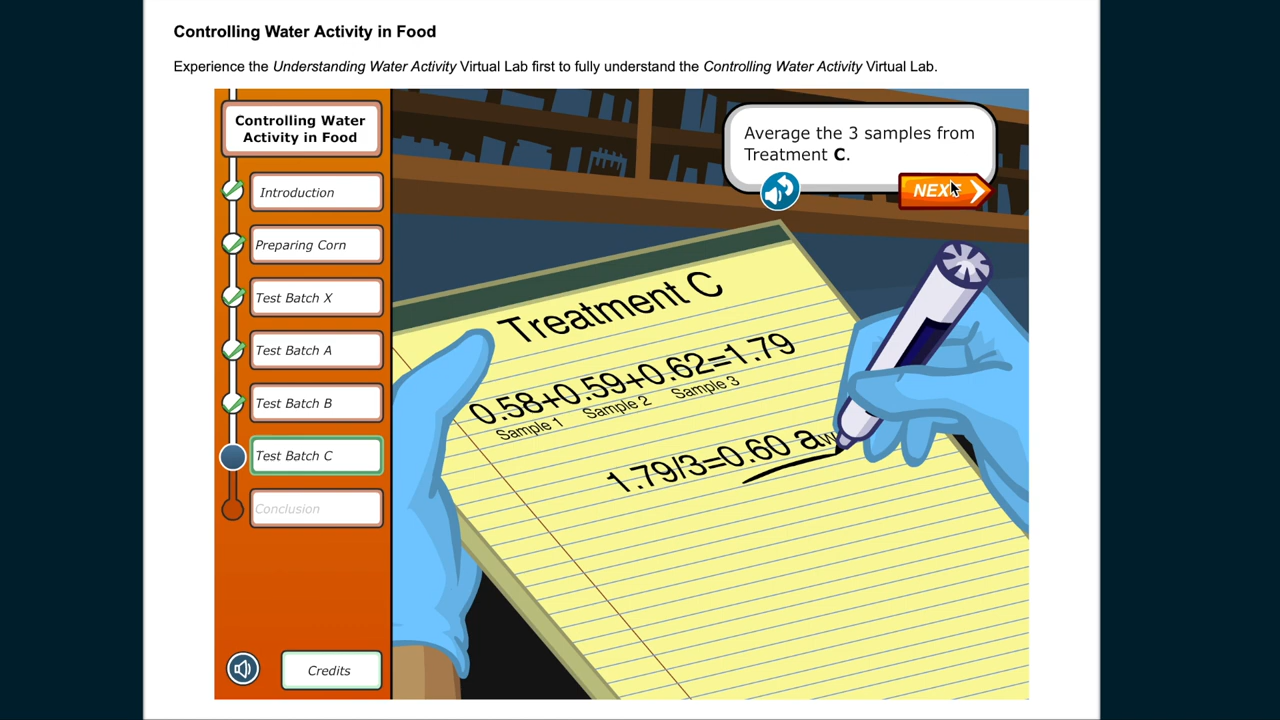 Controlling Water Activity in Food
Experience the Understanding Water Activity Virtual Lab first to fully understand the Controlling Water Activity Virtual Lab.
Controlling Water
Activity in Food
Introduction
Preparing Corn
Test Batch X
Test Batch A
Test Batch B
Test Batch C
Conclusion
Credits
Average the 3 samples from
Treatment C.
NEXT
Treatment C
0.58+0.59+0.62=1.79
Sample 1 Sample 2 Sample 3
1.79/3=0.60 aw